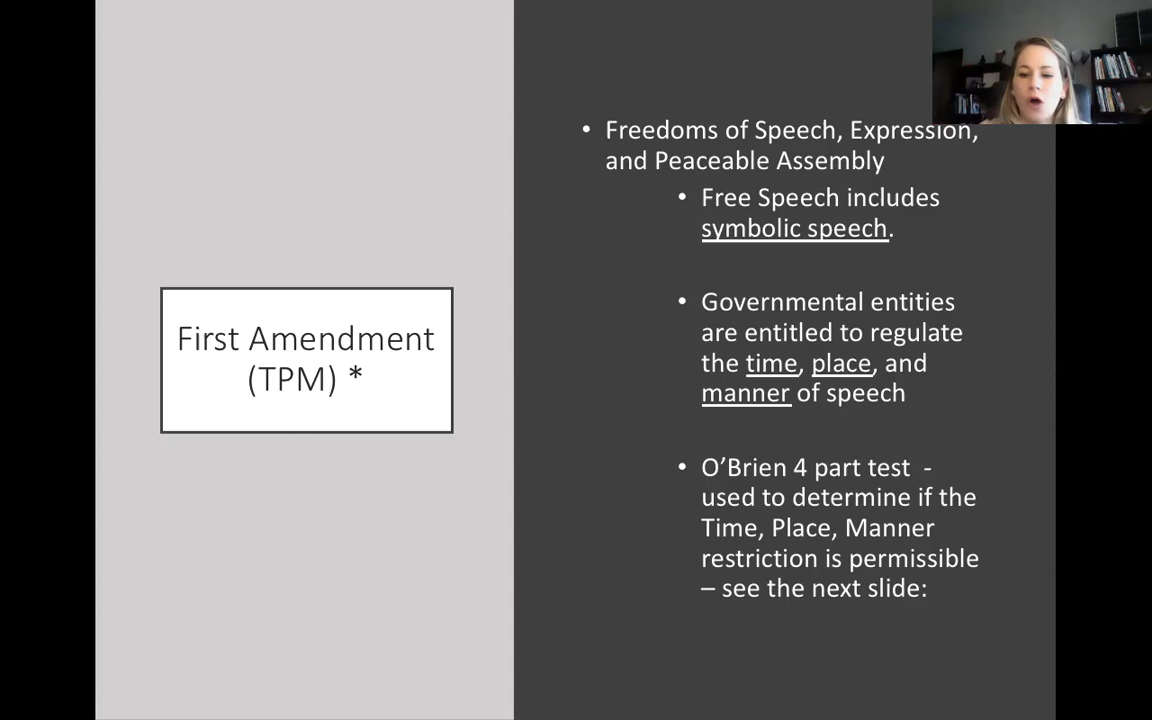 First Amendment
(TPM) *
• Freedoms of Speech, Expression,
and Peaceable Assembly
• Free Speech includes
symbolic speech.
• Governmental entities
are entitled to regulate
the time, place, and
manner of speech
• O’Brien 4 part test -
used to determine if the
Time, Place, Manner
restriction is permissible
– see the next slide: